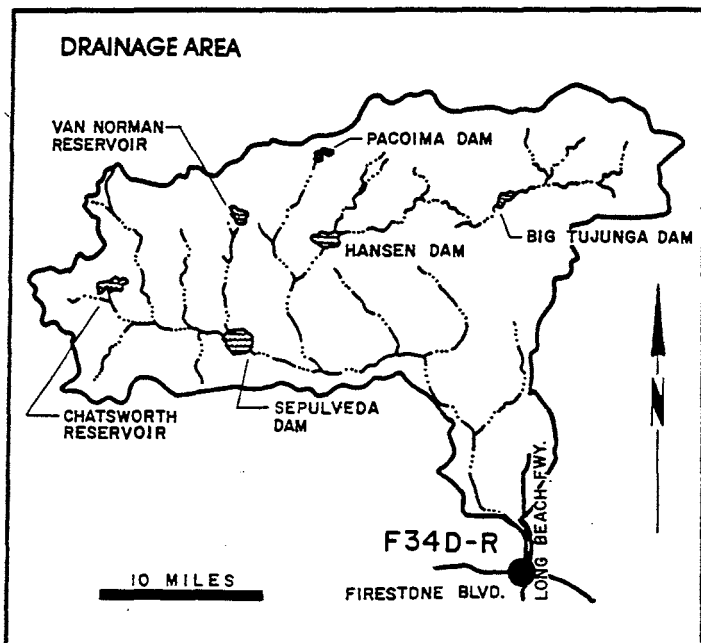 DRAINAGE AREA
VAN NORMAN
RESERVOIR
PACOIMA DAM
BIG TUJUNGA DAM
HANSEN DAM
CHATSWORTH
RESERVOIR
SEPULVEDA
DAM
N
LONG BEACH FWY.
F34D-R
10 MILES
FIRESTONE BLVD.